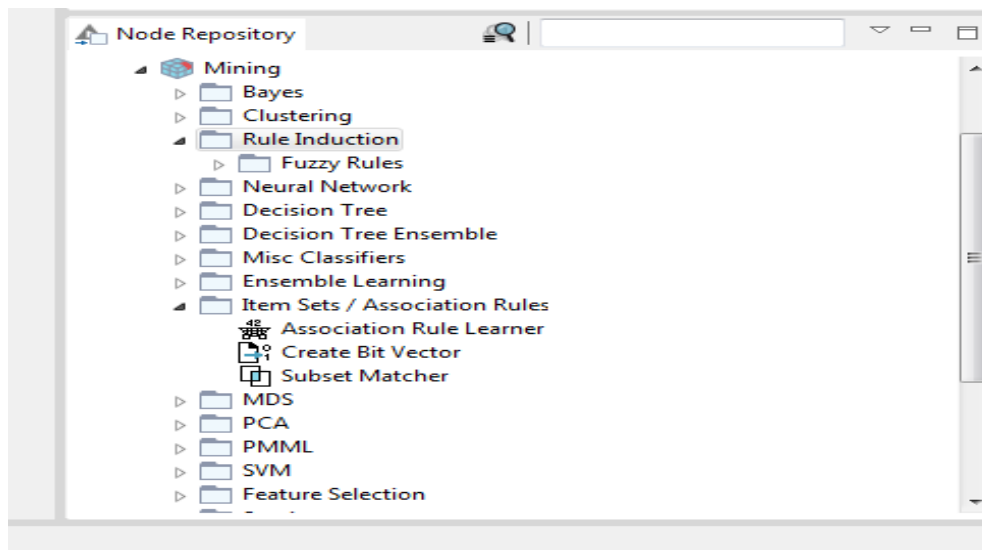 Node Repository
Mining
Bayes
Clustering
Rule Induction
Fuzzy Rules
Neural Network
Decision Tree
Decision Tree Ensemble
Misc Classifiers
Ensemble Learning
Item Sets / Association Rules
Association Rule Learner
Create Bit Vector
Subset Matcher
MDS
PCA
PMML
SVM
Feature Selection